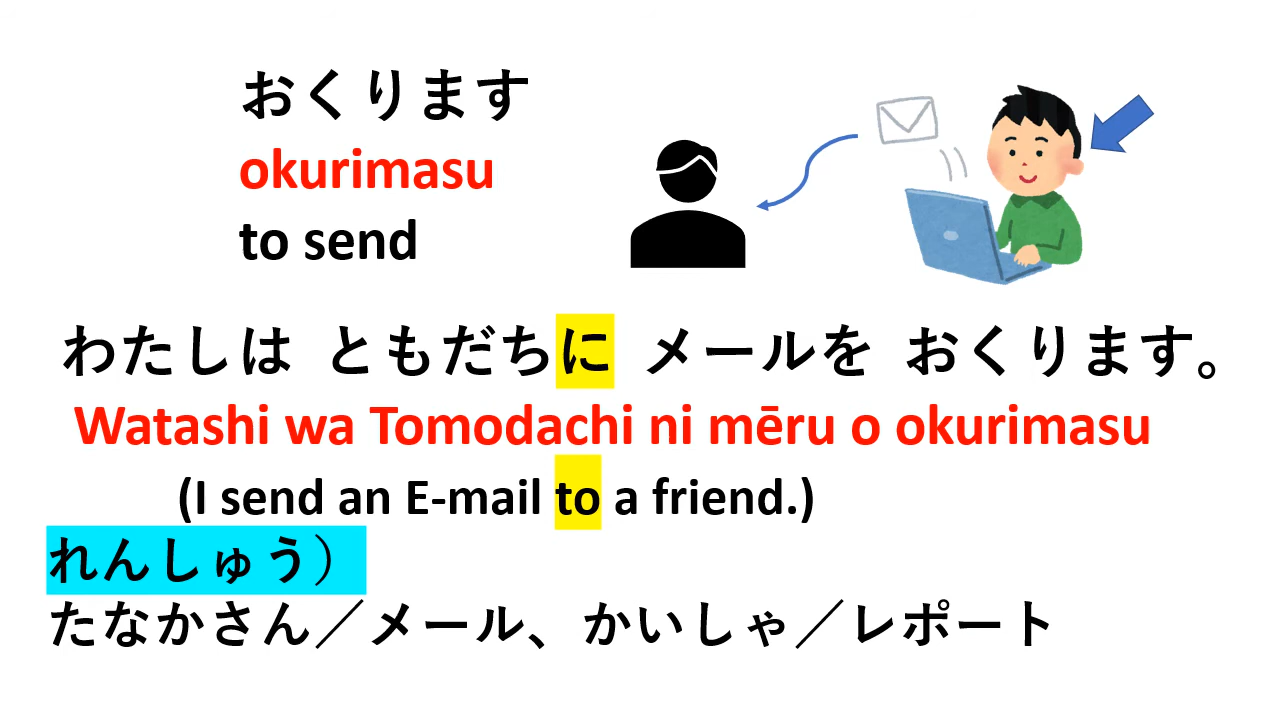 おくります
okurimasu
to send
わたしは ともだちに メールを おくります。
Watashi wa Tomodachi ni mēru o okurimasu
(I send an E-mail to a friend.)
れんしゅう）
たなかさん／メール、かいしゃ／レポート